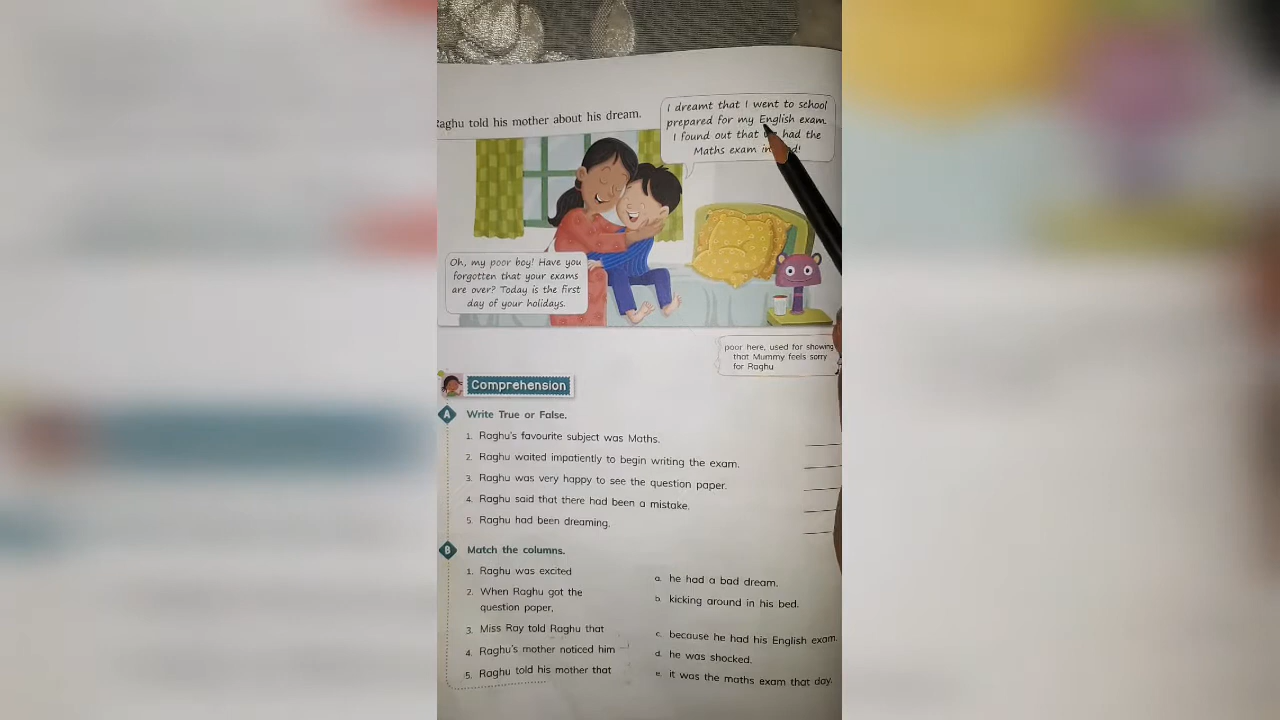 Raghu told his mother about his dream.
I dreamt that I went to school
prepared for my English exam.
I found out that had the
Maths exam
Oh, my poor boy! Have you
forgotten that your exams
are over? Today is the first
day of your holidays.
poor here, used for showing
that Mummy feels sorry
for Raghu
Comprehension
A Write True or False.
1. Raghu's favourite subject was Maths.
2. Raghu waited impatiently to begin writing the exam.
3. Raghu was very happy to see the question paper.
4. Raghu said that there had been a mistake.
5. Raghu had been dreaming.
B Match the columns.
1. Raghu was excited
a. he had a bad dream.
2. When Raghu got the
question paper,
b. kicking around in his bed.
3. Miss Ray told Raghu that
c. because he had his English exam.
4. Raghu's mother noticed him
d. he was shocked.
5. Raghu told his mother that
e. it was the maths exam that day.